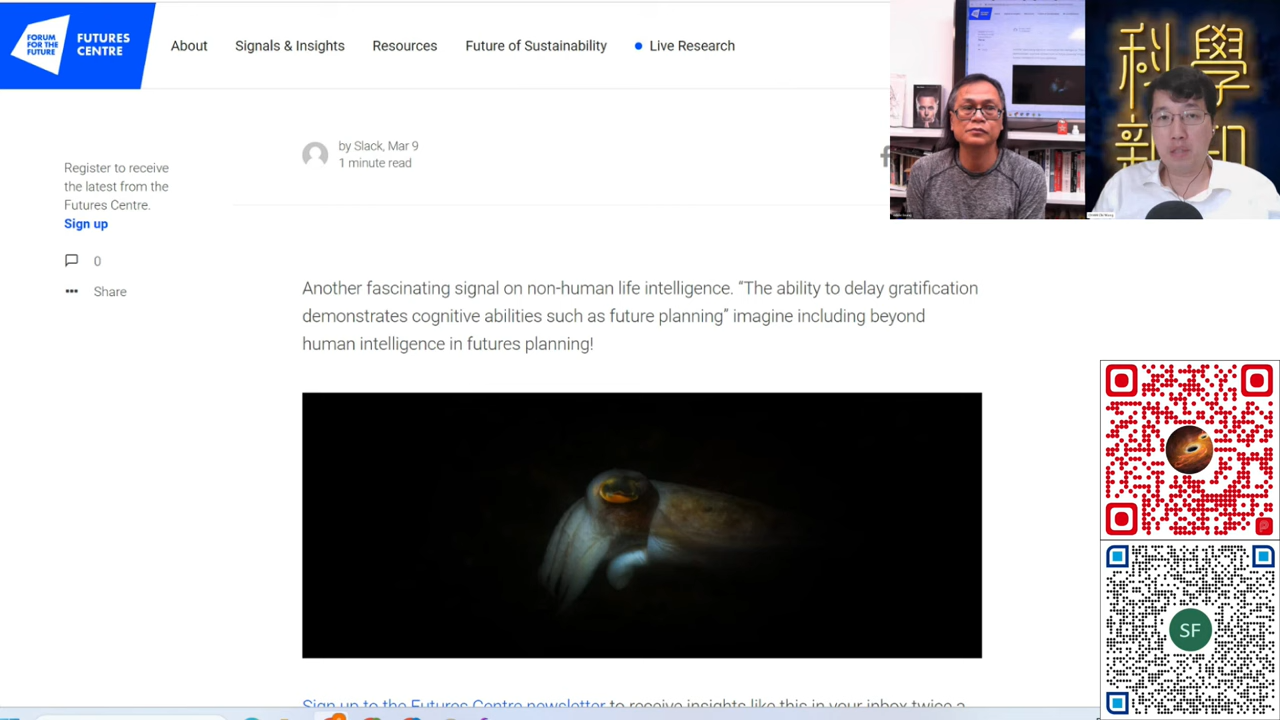 FORUM
FOR THE
FUTURE
FUTURES
CENTRE
About
Signals & Insights
Resources
Future of Sustainability
Live Research
科學
新知
by Slack, Mar 9
1 minute read
Register to receive
the latest from the
Futures Centre.
Sign up
0
Share
Another fascinating signal on non-human life intelligence. “The ability to delay gratification
demonstrates cognitive abilities such as future planning” imagine including beyond
human intelligence in futures planning!
SF